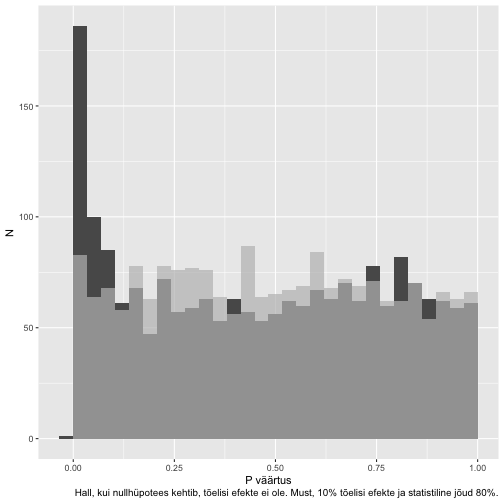 150
100
50
0
N
0.00 0.25 0.50 0.75 1.00
P väärtus
Hall, kui nullhüpotees kehtib, tõelisi efekte ei ole. Must, 10% tõelisi efekte ja statistiline jõud 80%.